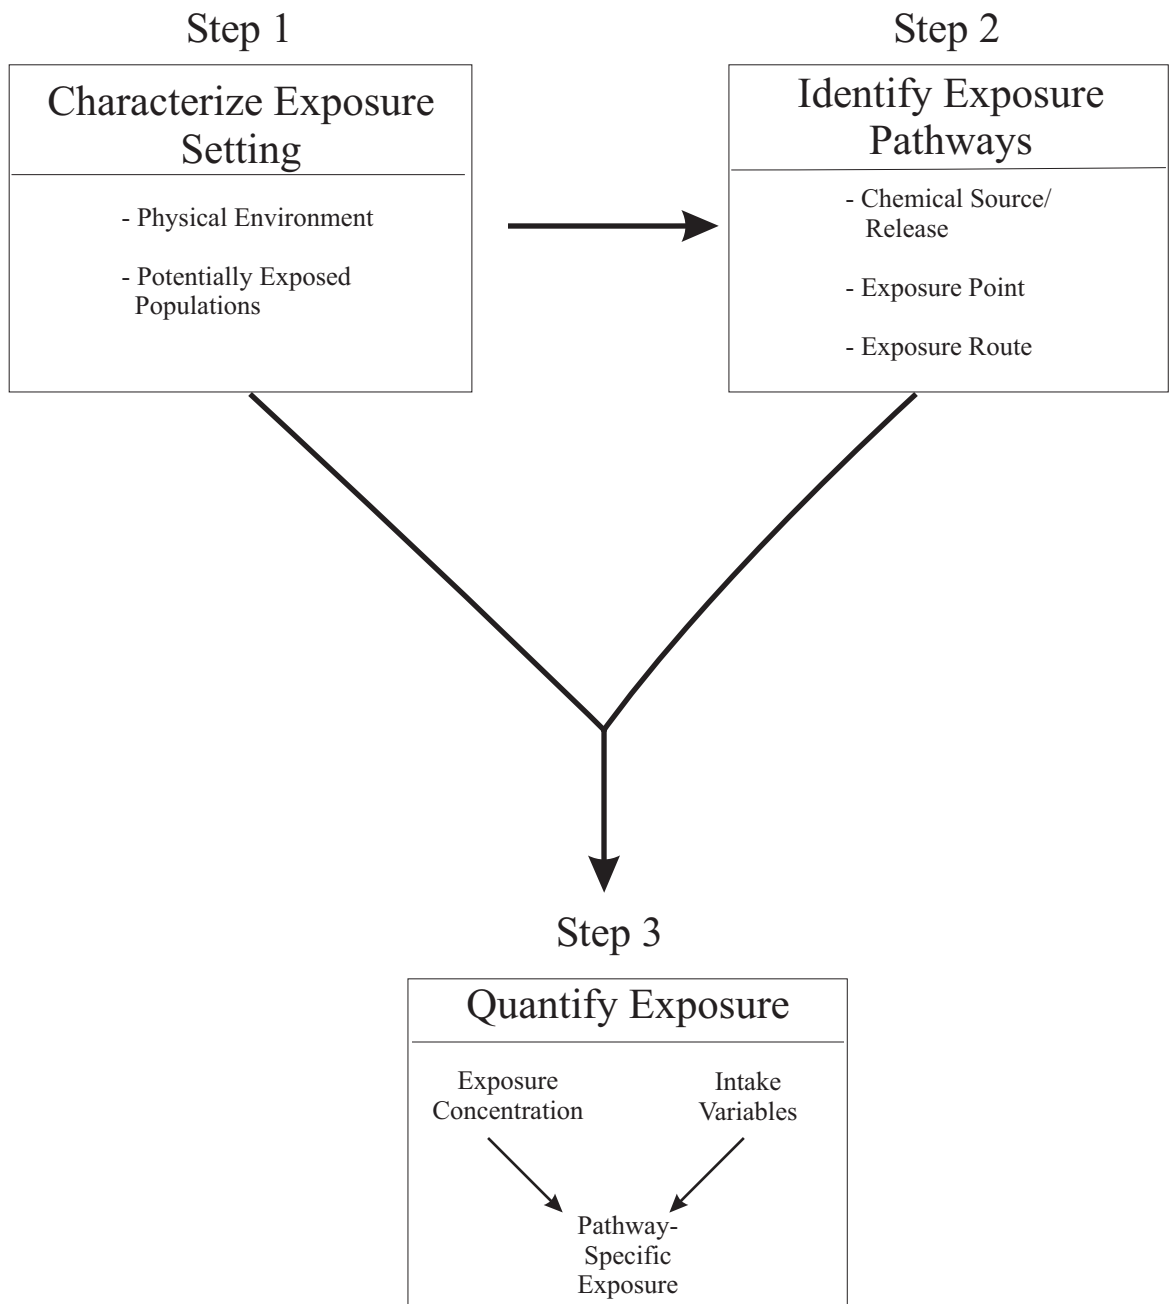 Step 1
Characterize Exposure
Setting
- Physical Environment
- Potentially Exposed
Populations
Step 2
Identify Exposure
Pathways
- Chemical Source/
Release
- Exposure Point
- Exposure Route
Step 3
Quantify Exposure
Exposure
Concentration
Intake
Variables
Pathway-
Specific
Exposure